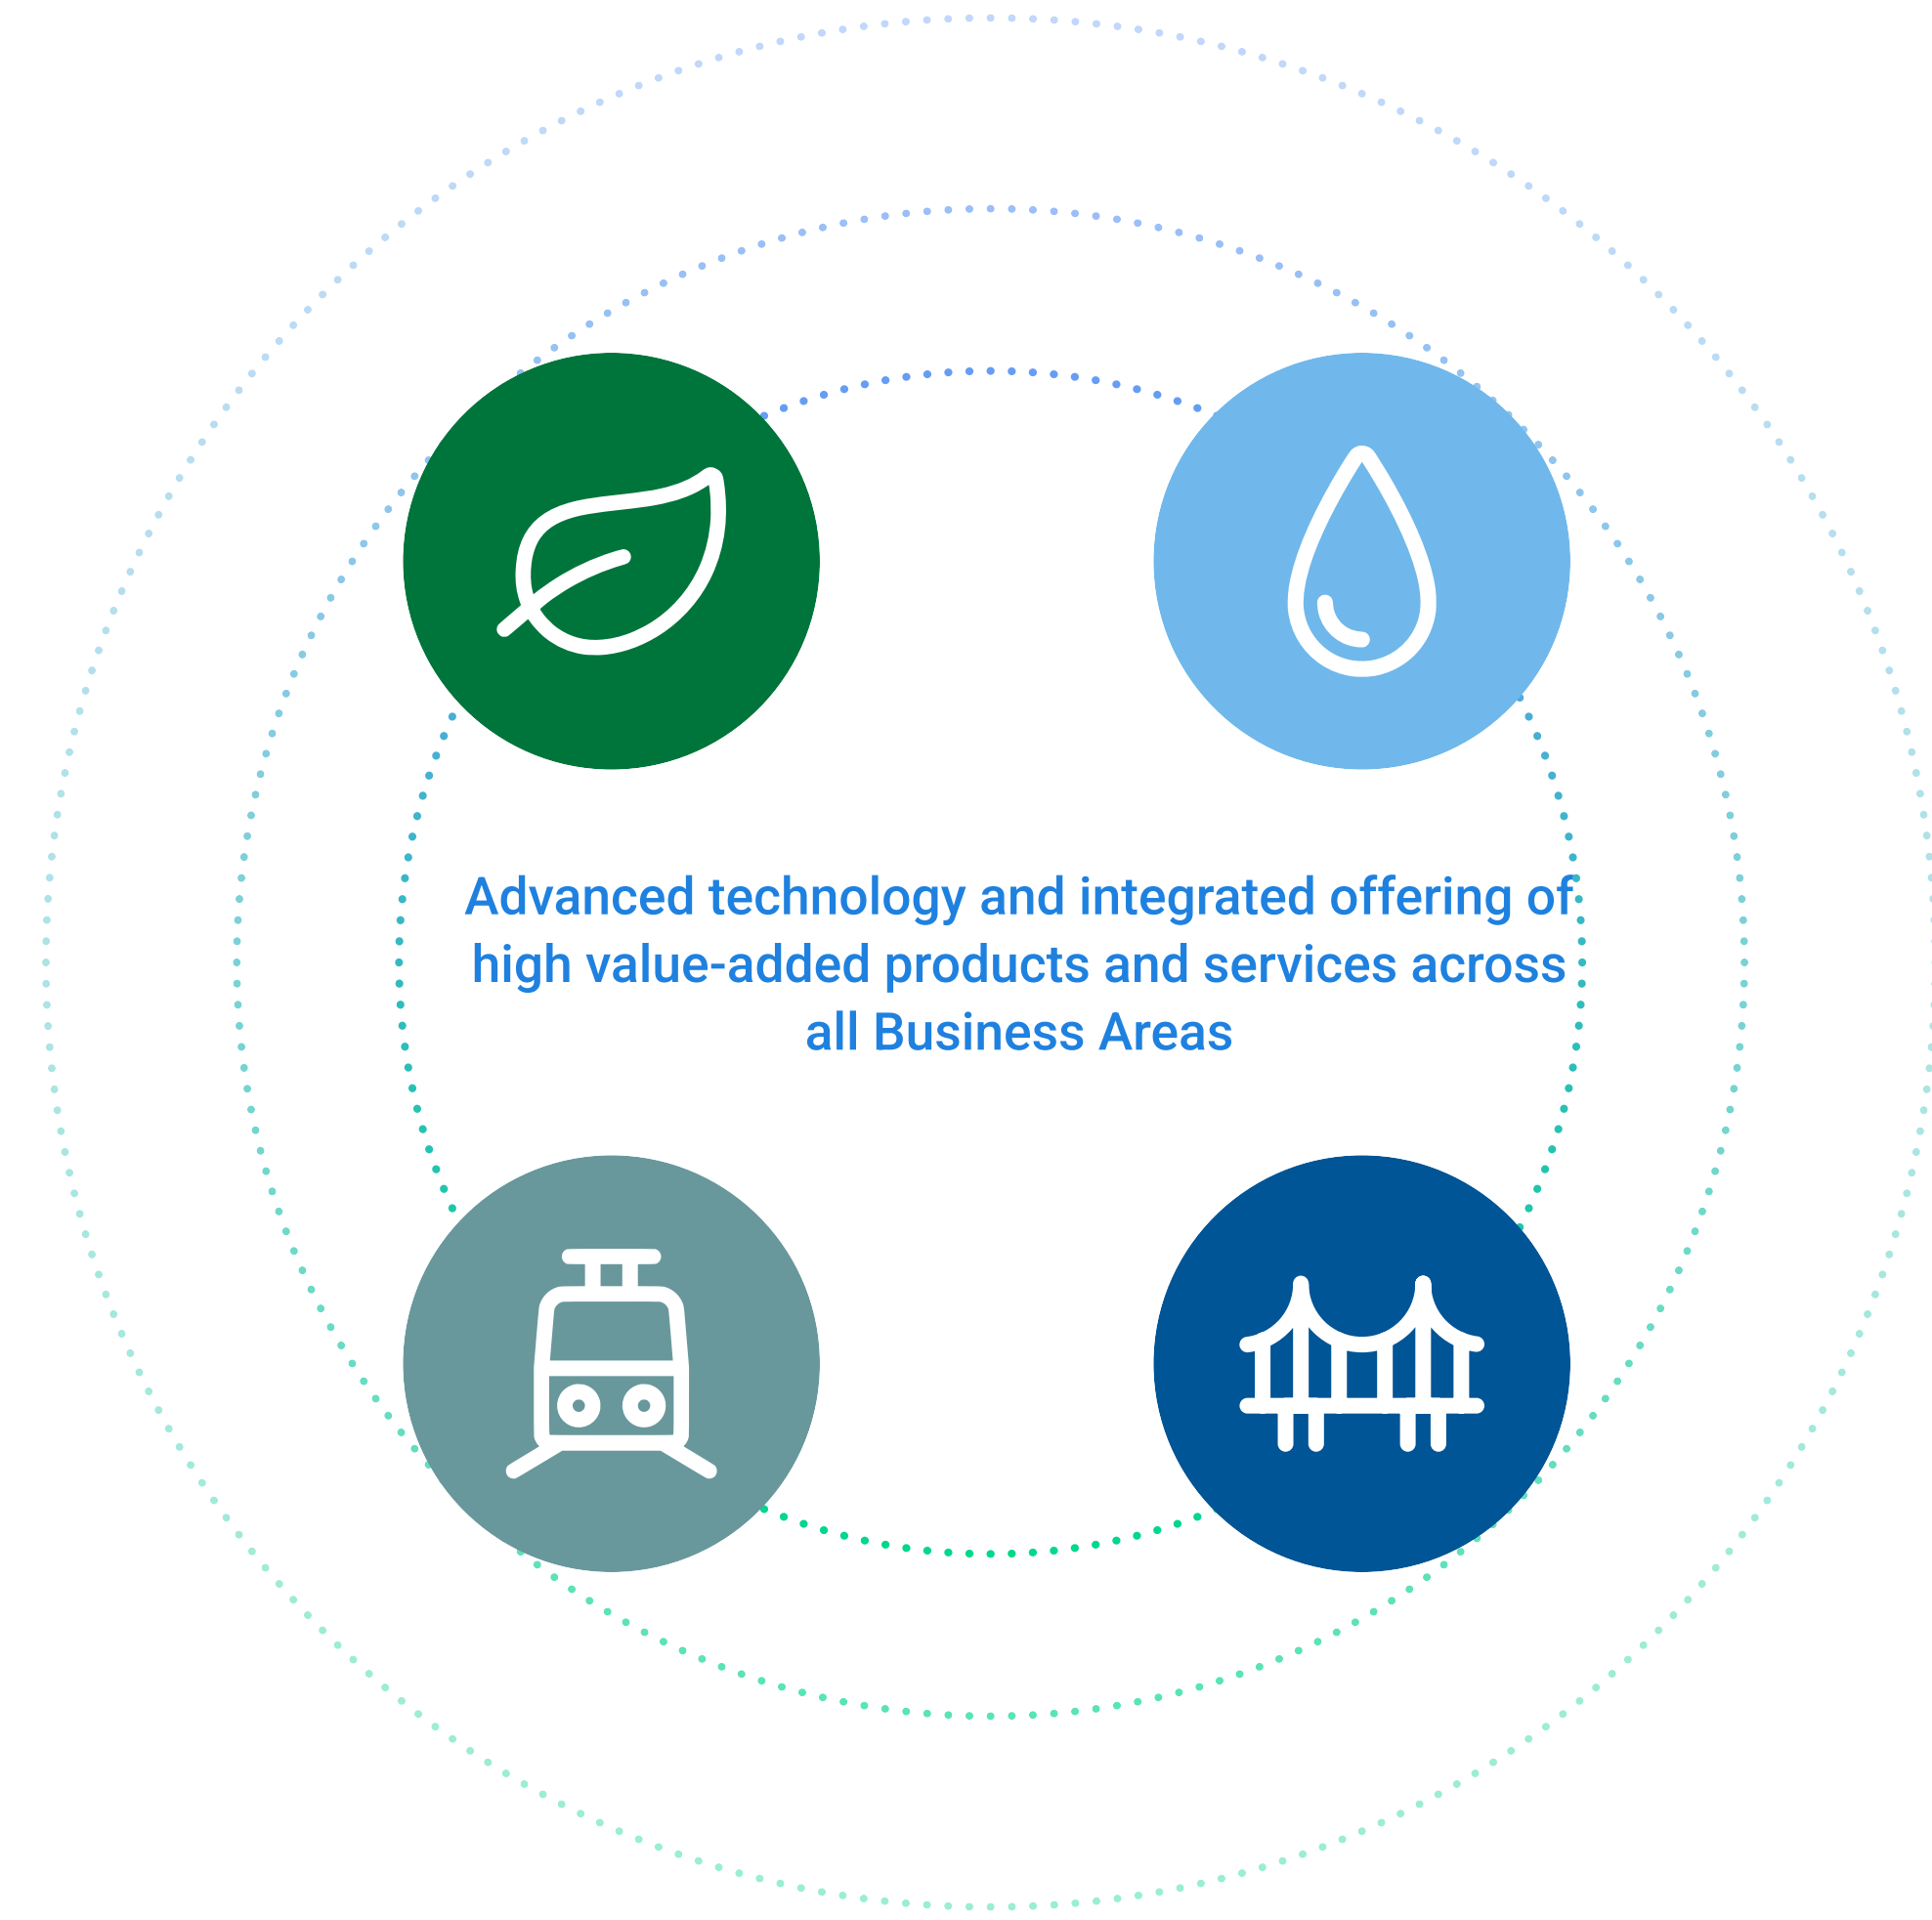 Advanced technology and integrated offering of
high value-added products and services across
all Business Areas